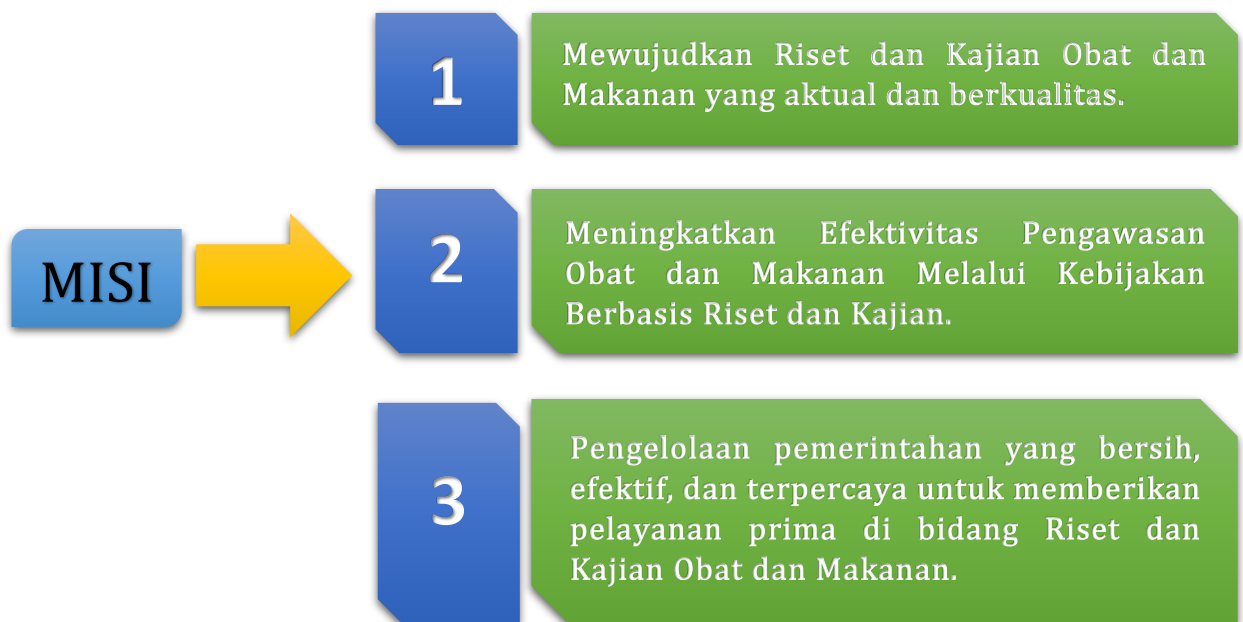 MISI
1
Mewujudkan Riset dan Kajian Obat dan
Makanan yang aktual dan berkualitas.
2
Meningkatkan Efektivitas Pengawasan
Obat dan Makanan Melalui Kebijakan
Berbasis Riset dan Kajian.
3
Pengelolaan pemerintahan yang bersih,
efektif, dan terpercaya untuk memberikan
pelayanan prima di bidang Riset dan
Kajian Obat dan Makanan.